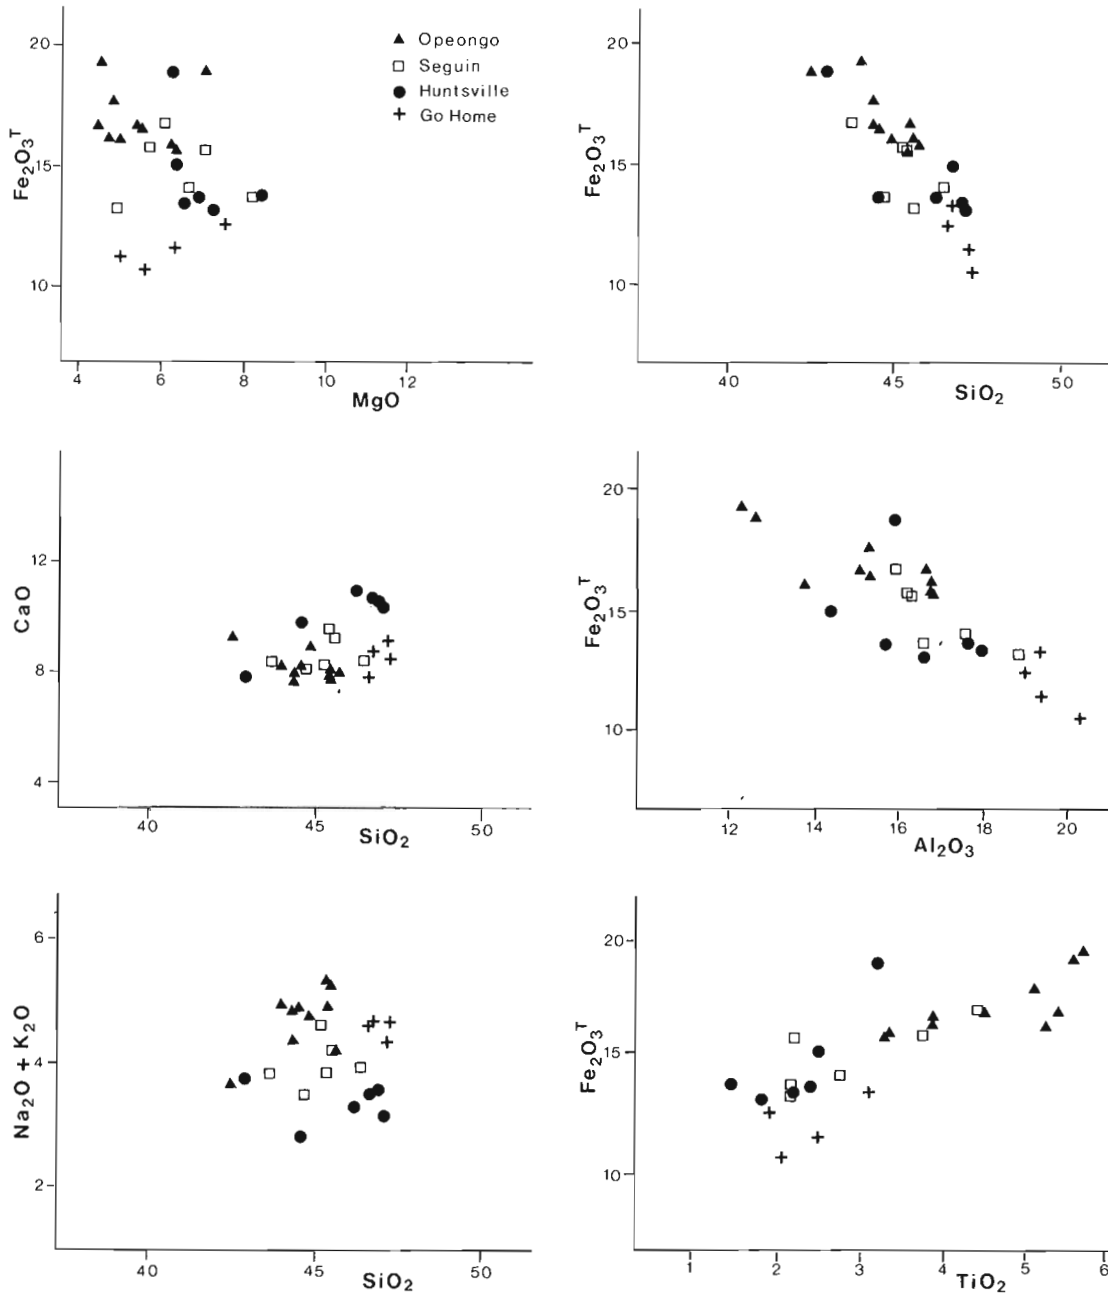 ▲ Opeongo
□ Seguin
● Huntsville
+ Go Home
20
15
10
Fe₂O₃ᵀ
4 6 8 10 12
MgO
20
15
10
Fe₂O₃ᵀ
40 45 50
SiO₂
12
8
4
CaO
40 45 50
SiO₂
20
15
10
Fe₂O₃ᵀ
12 14 16 18 20
Al₂O₃
6
4
2
Na₂O + K₂O
40 45 50
SiO₂
20
15
10
Fe₂O₃ᵀ
1 2 3 4 5 6
TiO₂